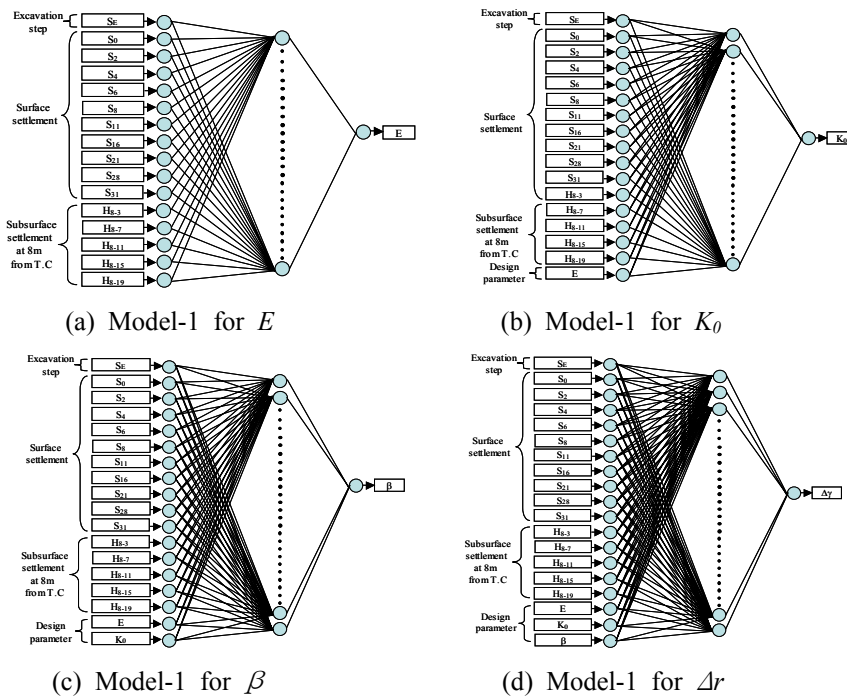 Excavation
step
SE
S0
S2
S4
S6
S8
S11
S16
S21
S28
S31
Surface
settlement
H8-3
H8-7
H8-11
H8-15
H8-19
Subsurface
settlement
at 8m
from T.C
E
(a) Model-1 for E
Excavation
step
SE
S0
S2
S4
S6
S8
S11
S16
S21
S28
S31
H8-3
Surface
settlement
H8-7
H8-11
H8-15
H8-19
Subsurface
settlement
at 8m
from T.C
Design
parameter
E
K0
(b) Model-1 for K0
Excavation
step
SE
S0
S2
S4
S6
S8
S11
S16
S21
S28
S31
Surface
settlement
H8-3
H8-7
H8-11
H8-15
H8-19
Subsurface
settlement
at 8m
from T.C
Design
parameter
E
K0
β
(c) Model-1 for β
Excavation
step
SE
S0
S2
S4
S6
S8
S11
S16
S21
S28
S31
Surface
settlement
H8-3
H8-7
H8-11
H8-15
H8-19
Subsurface
settlement
at 8m
from T.C
Design
parameter
E
K0
β
Δγ
(d) Model-1 for Δr